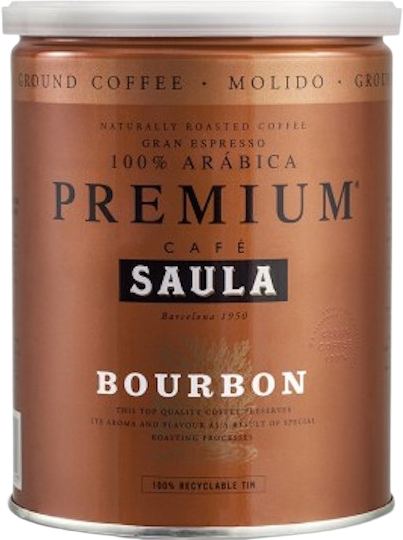 GROUND COFFEE · MOLIDO · GROU
NATURALLY ROASTED COFFEE
GRAN ESPRESSO
100% ARÁBICA
PREMIUM®
CAFÉ
SAULA
Barcelona 1950
BOURBON
THIS TOP QUALITY COFFEE PRESERVES
ITS AROMA AND FLAVOUR AS A RESULT OF SPECIAL
ROASTING PROCESSES
100% RECYCLABLE TIN